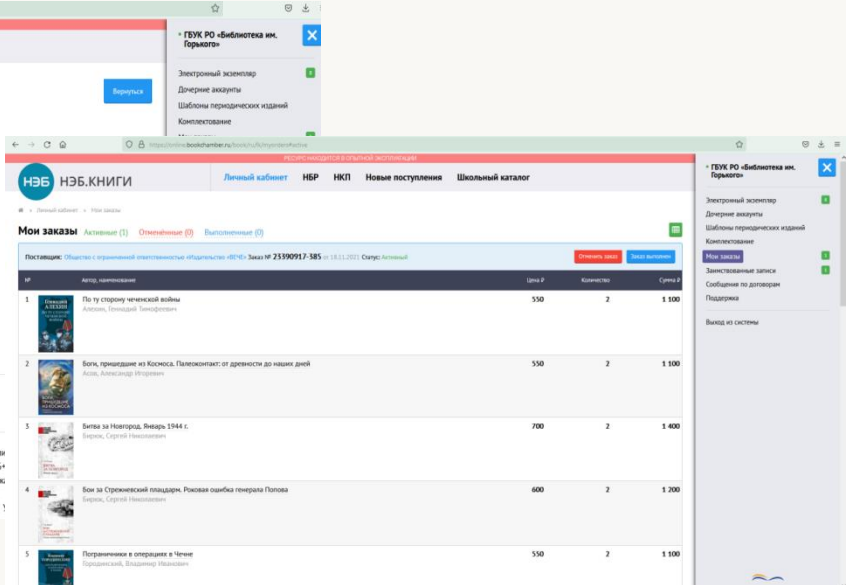 • ГБУК РО «Библиотека им. Горького»
Вернуться
Электронный экземпляр
Дочерние аккаунты
Шаблоны периодических изданий
Комплектование
РЕСУРС НАХОДИТСЯ В ОПЫТНОЙ ЭКСПЛУАТАЦИИ
НЭБ НЭБ.КНИГИ
Личный кабинет НБР НКП Новые поступления Школьный каталог
Личный кабинет Мои заказы
Мои заказы Активные (1) Отменённые (0) Выполненные (0)
Поставщик: Общество с ограниченной ответственностью «Издательство «ВЕЧЕ» Заказ № 23390917-385 от 18.11.2021 Статус: Активный
Отменить заказ Заказ выполнен
№ Автор, наименование Цена ₽ Количество Сумма ₽
1 По ту сторону чеченской войны 550 2 1 100
Алехин, Геннадий Тимофеевич
2 Боги, пришедшие из Космоса. Палеоконтакт: от древности до наших дней 550 2 1 100
Асов, Александр Игоревич
3 Битва за Новгород. Январь 1944 г. 700 2 1 400
Бирюк, Сергей Николаевич
4 Бои за Стрежневский плацдарм. Роковая ошибка генерала Попова 600 2 1 200
Бирюк, Сергей Николаевич
5 Пограничники в операциях в Чечне 550 2 1 100
Городинский, Владимир Иванович
• ГБУК РО «Библиотека им. Горького»
Электронный экземпляр
Дочерние аккаунты
Шаблоны периодических изданий
Комплектование
Мои заказы
Заимствованные записи
Сообщения по договорам
Поддержка
Выход из системы